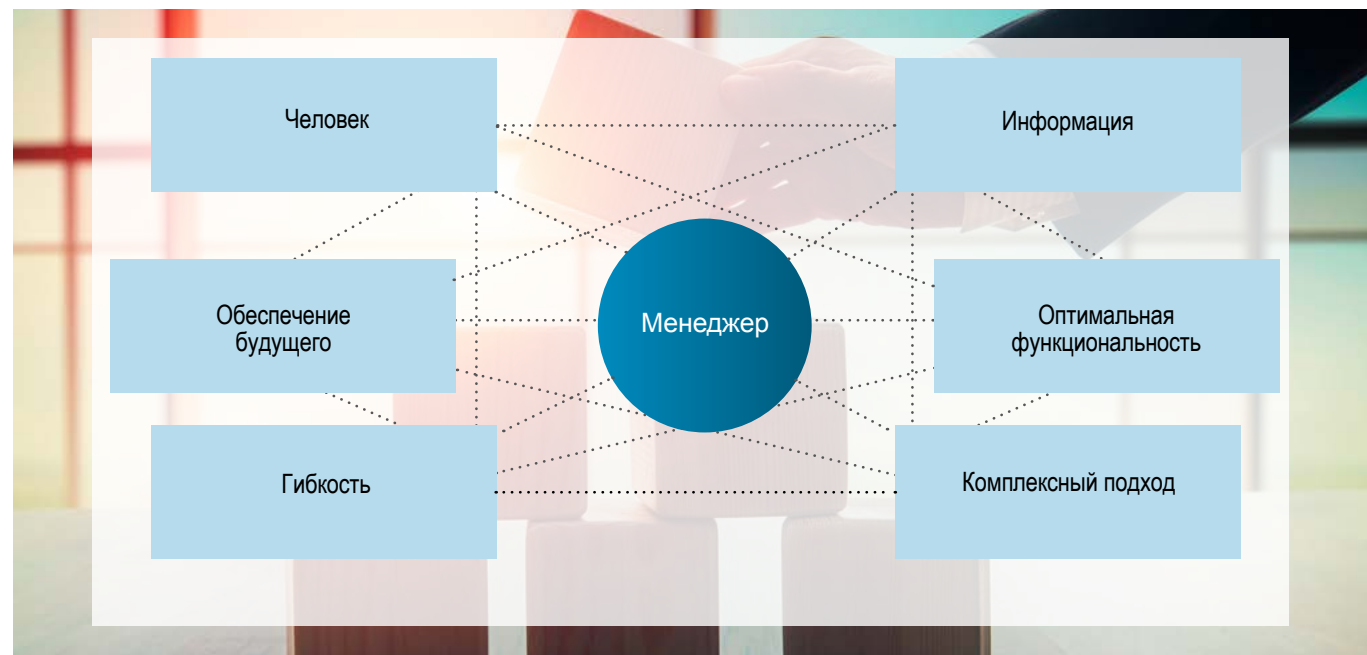 Человек
Информация
Обеспечение
будущего
Менеджер
Оптимальная
функциональность
Гибкость
Комплексный подход